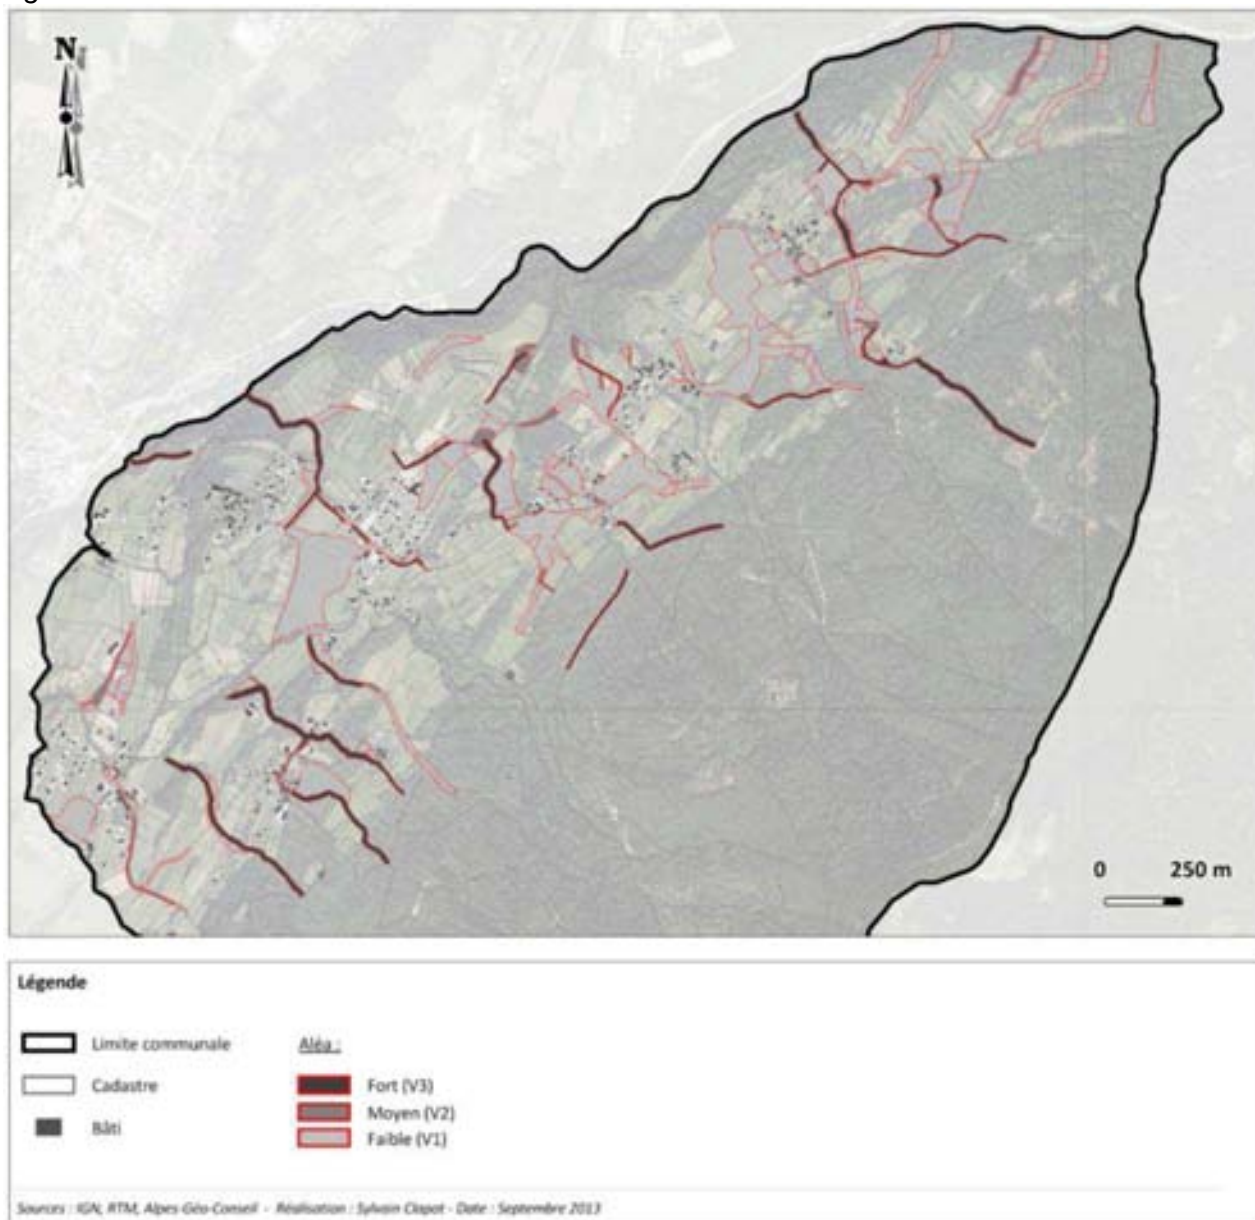 N
0 250 m
Légende
Limite communale
Cadastre
Bâti
Aléa :
Fort (V3)
Moyen (V2)
Faible (V1)
Sources : IGN, RTM, Alpes-Géo-Conseil - Réalisation : Sylvain Clapot - Date : Septembre 2013